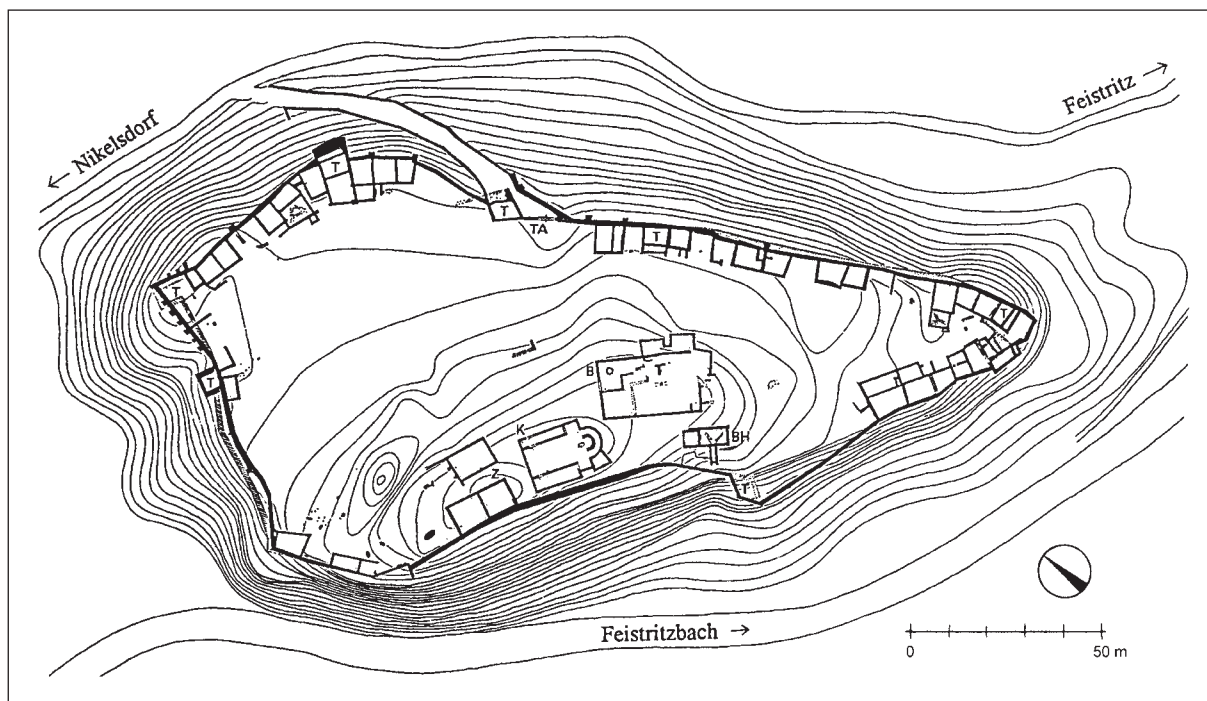 Feistritz →
← Nikelsdorf
T
T
TA
T
T
T
T
B
T
K
BH
Z
T
Feistritzbach →
0 50 m